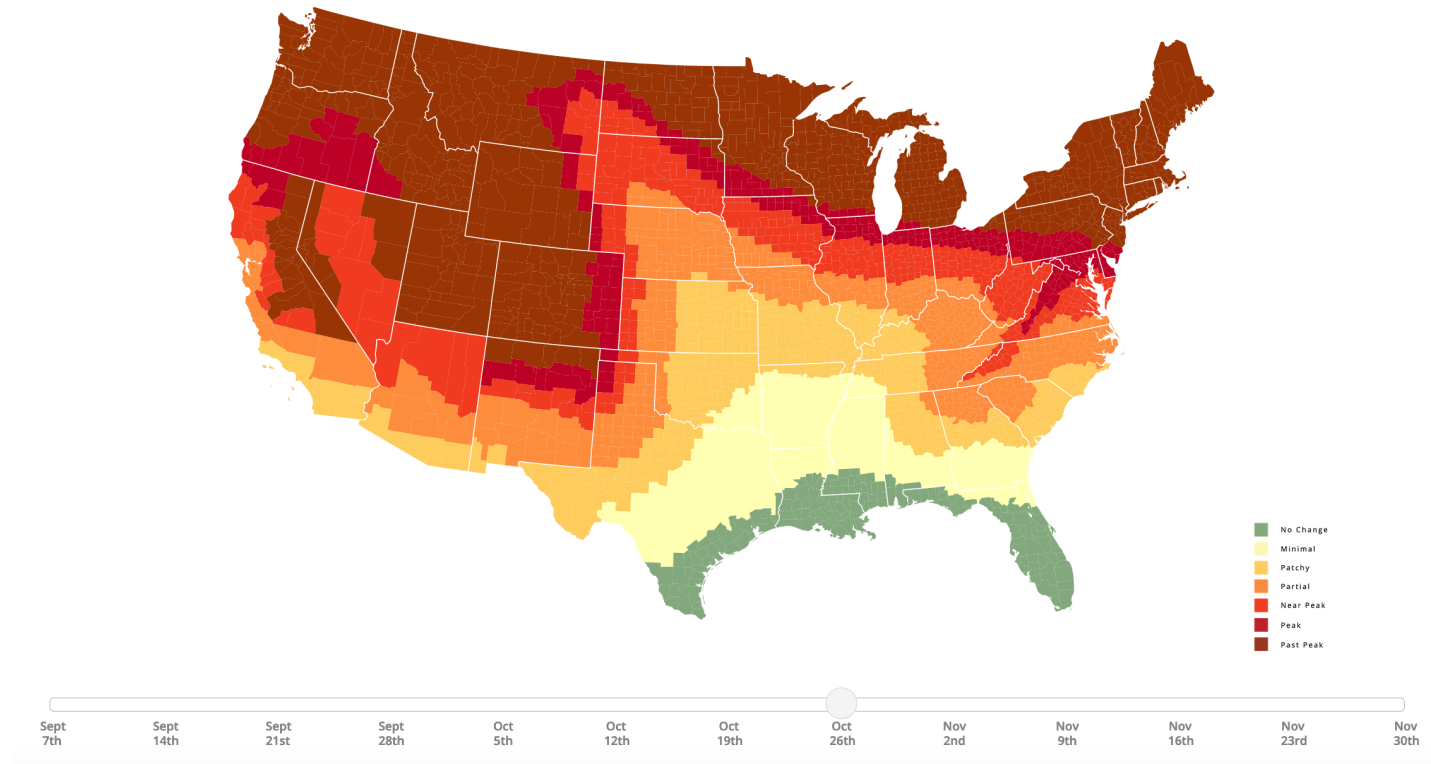 No Change
Minimal
Patchy
Partial
Near Peak
Peak
Past Peak
Sept Sept Sept Sept Oct Oct Oct Oct Nov Nov Nov Nov Nov
7th 14th 21st 28th 5th 12th 19th 26th 2nd 9th 16th 23rd 30th